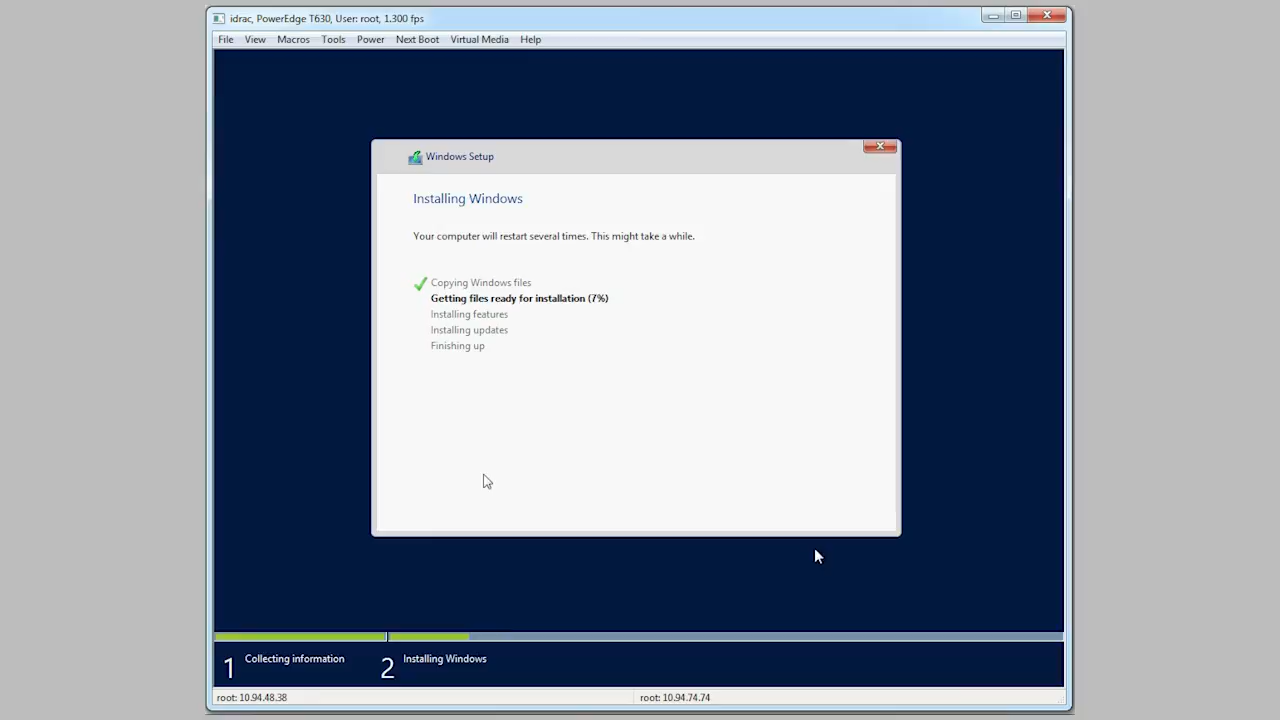 idrac, PowerEdge T630, User: root, 1.300 fps
File View Macros Tools Power Next Boot Virtual Media Help
Windows Setup
Installing Windows
Your computer will restart several times. This might take a while.
Copying Windows files
Getting files ready for installation (7%)
Installing features
Installing updates
Finishing up
1 Collecting information 2 Installing Windows
root: 10.94.48.38 root: 10.94.74.74